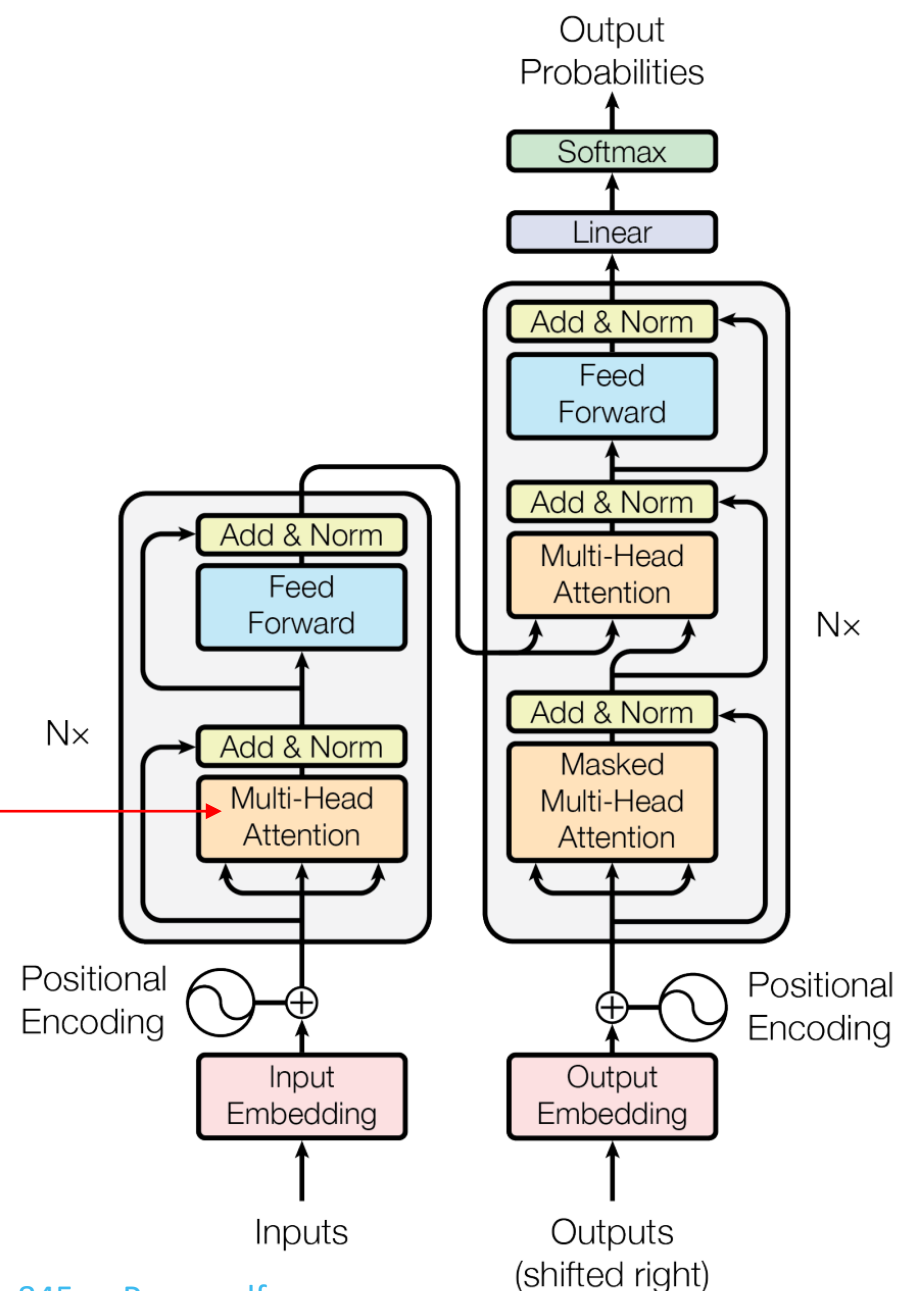 Output
Probabilities
Softmax
Linear
Add & Norm
Feed
Forward
Add & Norm
Multi-Head
Attention
Add & Norm
Feed
Forward
N×
Add & Norm
Masked
Multi-Head
Attention
N×
Add & Norm
Multi-Head
Attention
Positional
Encoding
Positional
Encoding
Input
Embedding
Output
Embedding
Inputs
Outputs
(shifted right)